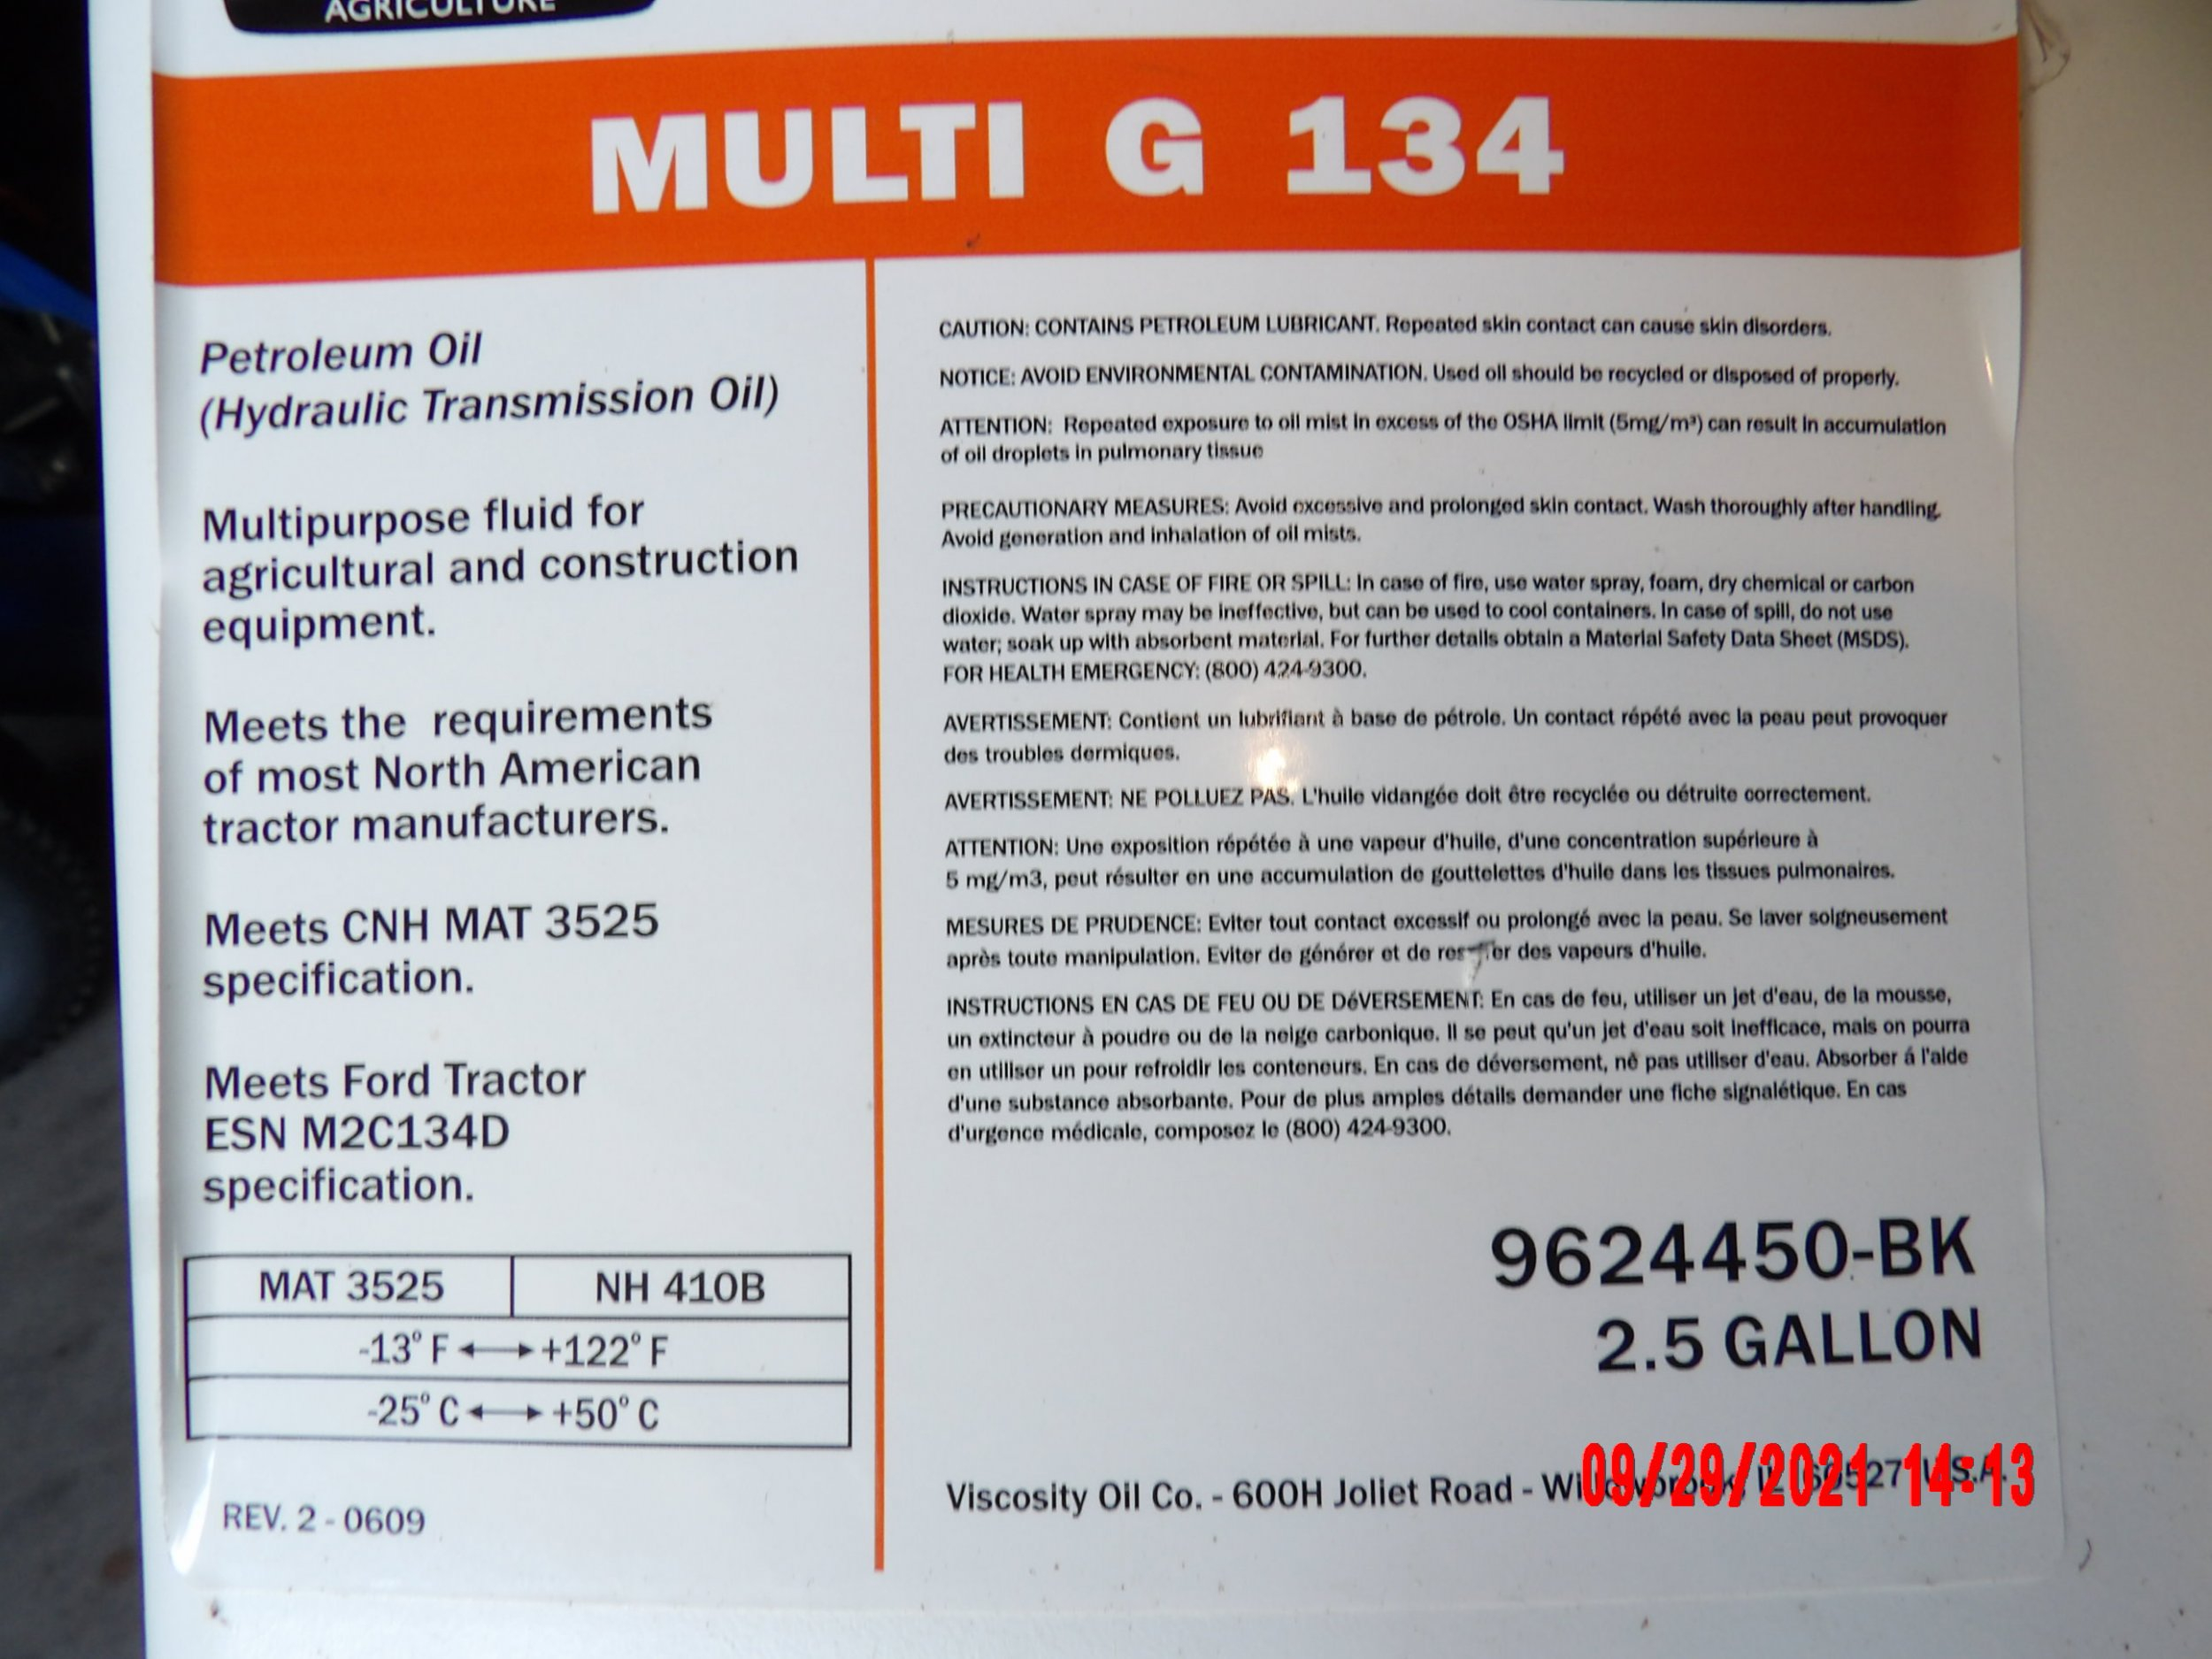 AGRICULTURE
MULTI G 134
Petroleum Oil
(Hydraulic Transmission Oil)
Multipurpose fluid for
agricultural and construction
equipment.
Meets the requirements
of most North American
tractor manufacturers.
Meets CNH MAT 3525
specification.
Meets Ford Tractor
ESN M2C134D
specification.
MAT 3525 NH 410B
-13° F ←→ +122° F
-25° C ←→ +50° C
REV. 2 - 0609
CAUTION: CONTAINS PETROLEUM LUBRICANT. Repeated skin contact can cause skin disorders.
NOTICE: AVOID ENVIRONMENTAL CONTAMINATION. Used oil should be recycled or disposed of properly.
ATTENTION: Repeated exposure to oil mist in excess of the OSHA limit (5mg/m³) can result in accumulation
of oil droplets in pulmonary tissue
PRECAUTIONARY MEASURES: Avoid excessive and prolonged skin contact. Wash thoroughly after handling.
Avoid generation and inhalation of oil mists.
INSTRUCTIONS IN CASE OF FIRE OR SPILL: In case of fire, use water spray, foam, dry chemical or carbon
dioxide. Water spray may be ineffective, but can be used to cool containers. In case of spill, do not use
water; soak up with absorbent material. For further details obtain a Material Safety Data Sheet (MSDS).
FOR HEALTH EMERGENCY: (800) 424-9300.
AVERTISSEMENT: Contient un lubrifiant à base de pétrole. Un contact répété avec la peau peut provoquer
des troubles dermiques.
AVERTISSEMENT: NE POLLUEZ PAS. L'huile vidangée doit être recyclée ou détruite correctement.
ATTENTION: Une exposition répétée à une vapeur d'huile, d'une concentration supérieure à
5 mg/m3, peut résulter en une accumulation de gouttelettes d'huile dans les tissues pulmonaires.
MESURES DE PRUDENCE: Eviter tout contact excessif ou prolongé avec la peau. Se laver soigneusement
après toute manipulation. Eviter de générer et de des vapeurs d'huile.
INSTRUCTIONS EN CAS DE FEU OU DE DéVERSEMENT: En cas de feu, utiliser un jet d'eau, de la mousse,
un extincteur à poudre ou de la neige carbonique. Il se peut qu'un jet d'eau soit inefficace, mais on pourra
en utiliser un pour refroidir les conteneurs. En cas de déversement, nê pas utiliser d'eau. Absorber á l'aide
d'une substance absorbante. Pour de plus amples détails demander une fiche signalétique. En cas
d'urgence médicale, composez le (800) 424-9300.
9624450-BK
2.5 GALLON
Viscosity Oil Co. - 600H Joliet Road - Willowbrook, IL 60527 U.S.A.
09/29/2021 14:13